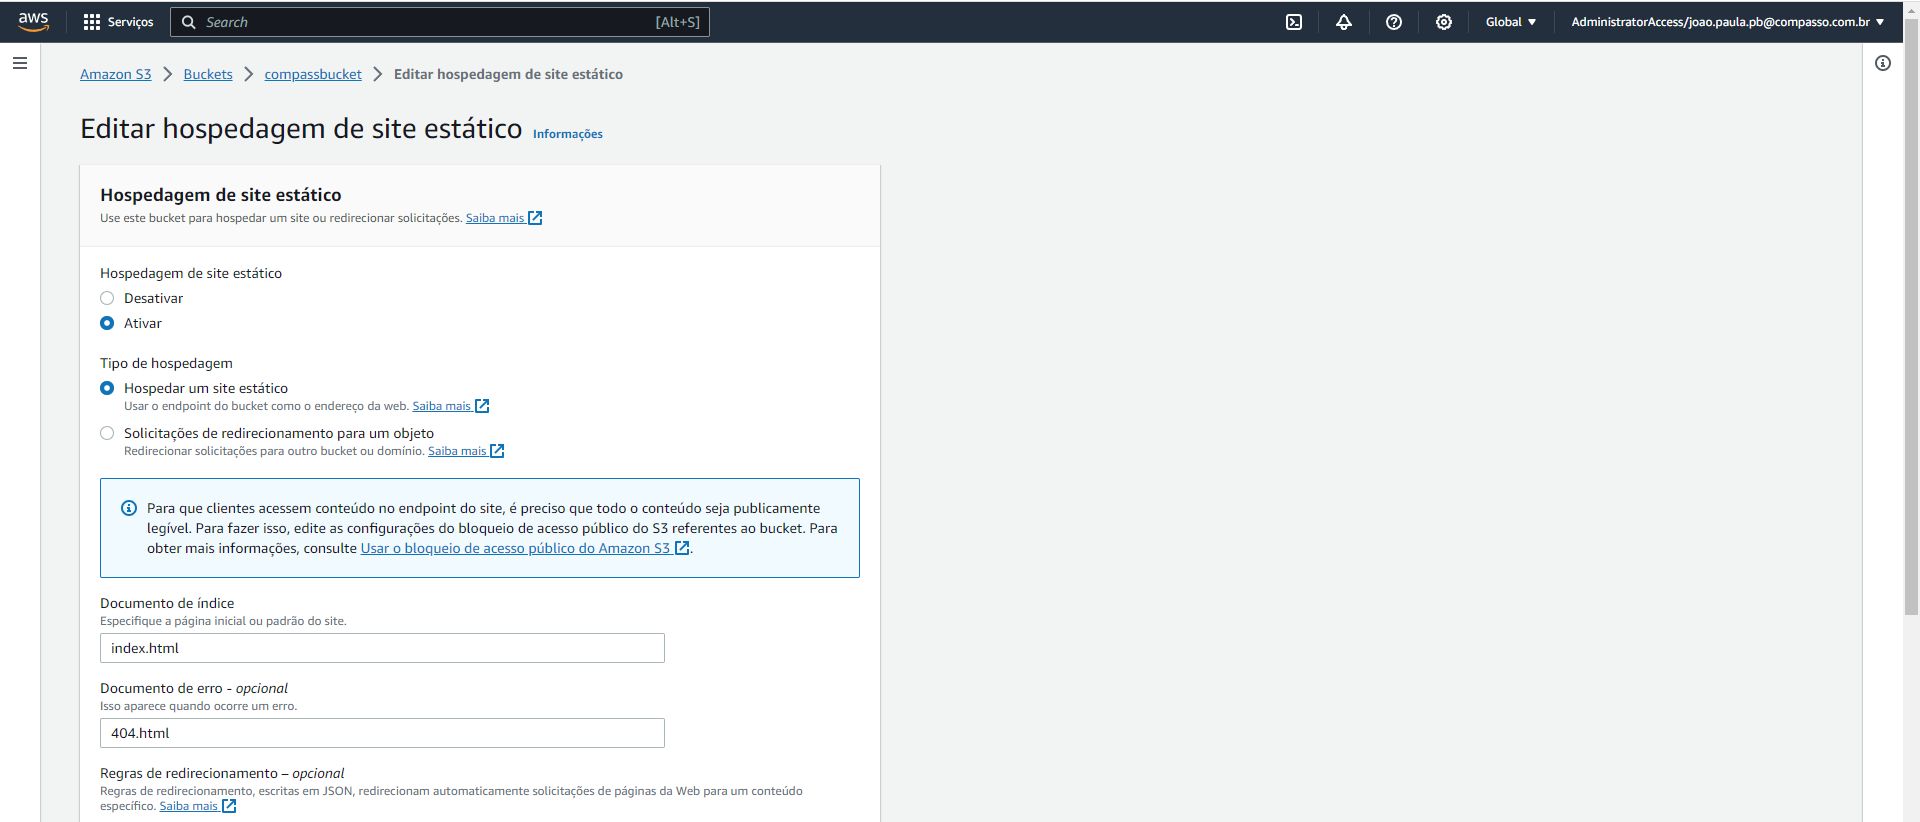 aws Serviços Search [Alt+S] Global AdministratorAccess/joao.paula.pb@compasso.com.br
Amazon S3 Buckets compassbucket Editar hospedagem de site estático
Editar hospedagem de site estático Informações
Hospedagem de site estático
Use este bucket para hospedar um site ou redirecionar solicitações. Saiba mais
Hospedagem de site estático
Desativar
Ativar
Tipo de hospedagem
Hospedar um site estático
Usar o endpoint do bucket como o endereço da web. Saiba mais
Solicitações de redirecionamento para um objeto
Redirecionar solicitações para outro bucket ou domínio. Saiba mais
Para que clientes acessem conteúdo no endpoint do site, é preciso que todo o conteúdo seja publicamente
legível. Para fazer isso, edite as configurações do bloqueio de acesso público do S3 referentes ao bucket. Para
obter mais informações, consulte Usar o bloqueio de acesso público do Amazon S3.
Documento de índice
Especifique a página inicial ou padrão do site.
index.html
Documento de erro - opcional
Isso aparece quando ocorre um erro.
404.html
Regras de redirecionamento – opcional
Regras de redirecionamento, escritas em JSON, redirecionam automaticamente solicitações de páginas da Web para um conteúdo
específico. Saiba mais